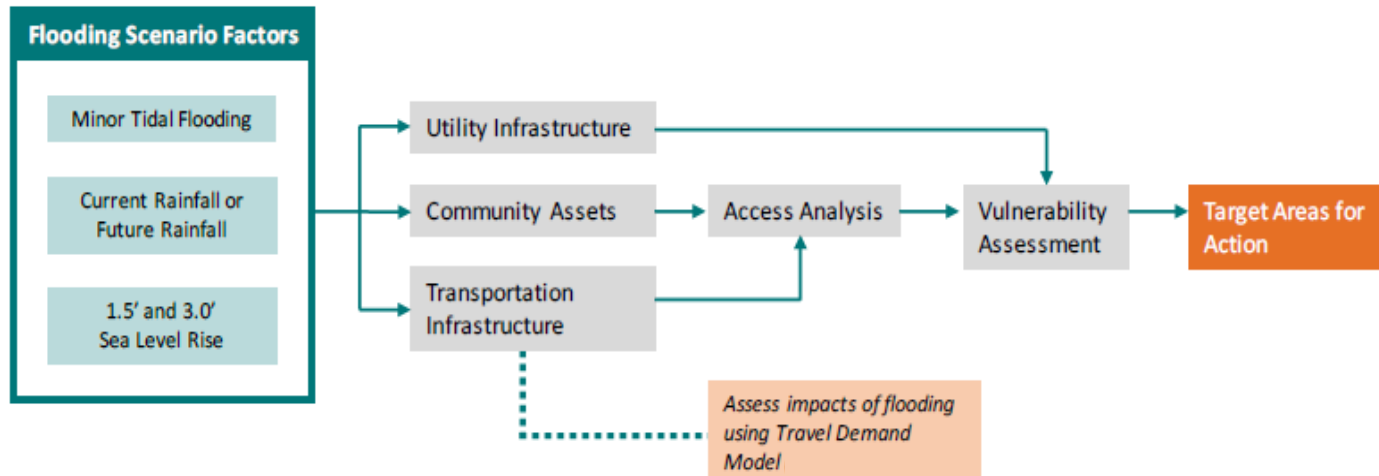 Flooding Scenario Factors
Minor Tidal Flooding
Current Rainfall or
Future Rainfall
1.5’ and 3.0’
Sea Level Rise
Utility Infrastructure
Community Assets
Transportation
Infrastructure
Access Analysis
Vulnerability
Assessment
Target Areas for
Action
Assess impacts of flooding
using Travel Demand
Model